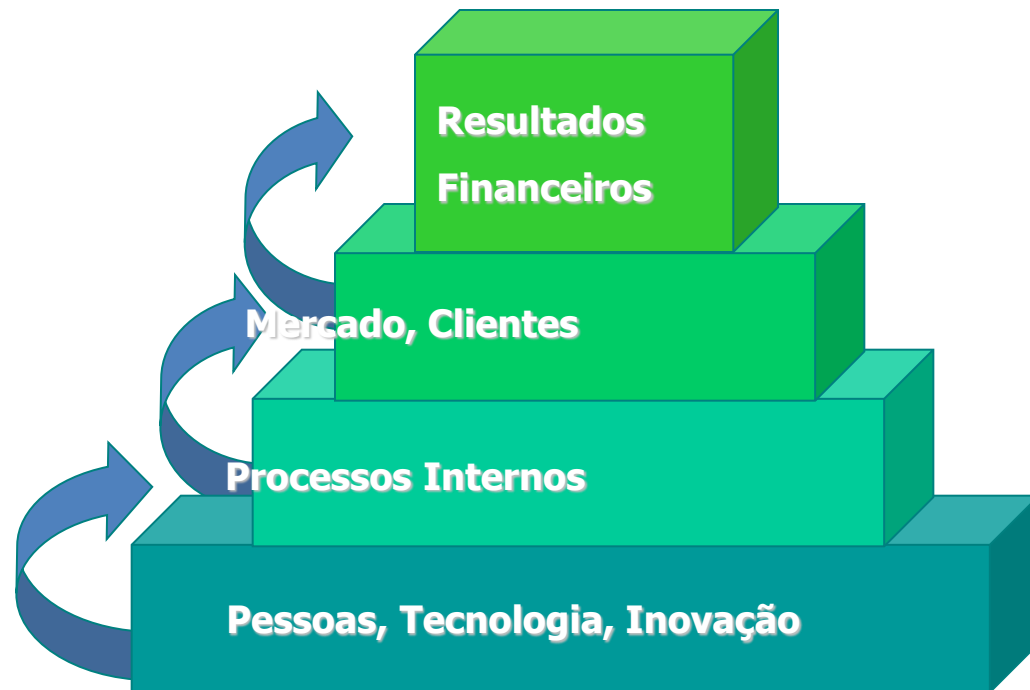 Resultados
Financeiros
Mercado, Clientes
Processos Internos
Pessoas, Tecnologia, Inovação